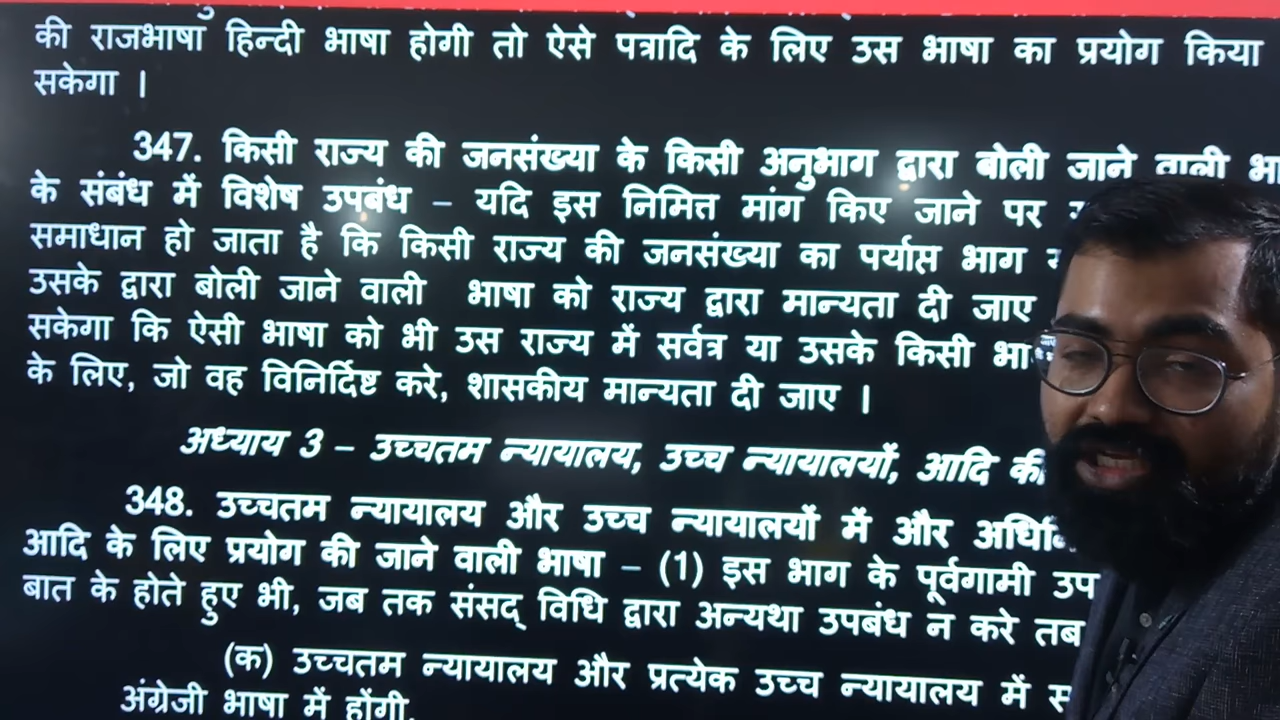 की राजभाषा हिन्दी भाषा होगी तो ऐसे पत्रादि के लिए उस भाषा का प्रयोग किया
सकेगा ।
347. किसी राज्य की जनसंख्या के किसी अनुभाग द्वारा बोली जाने वाली
के संबंध में विशेष उपबंध – यदि इस निमित्त मांग किए जाने पर
समाधान हो जाता है कि किसी राज्य की जनसंख्या का पर्याप्त भाग
उसके द्वारा बोली जाने वाली भाषा को राज्य द्वारा मान्यता दी जाए
सकेगा कि ऐसी भाषा को भी उस राज्य में सर्वत्र या उसके किसी
के लिए, जो वह विनिर्दिष्ट करे, शासकीय मान्यता दी जाए ।
अध्याय 3 – उच्चतम न्यायालय, उच्च न्यायालयों, आदि की
348. उच्चतम न्यायालय और उच्च न्यायालयों में और
आदि के लिए प्रयोग की जाने वाली भाषा – (1) इस भाग के पूर्वगामी
बात के होते हुए भी, जब तक संसद् विधि द्वारा अन्यथा उपबंध न करे तब
(क) उच्चतम न्यायालय और प्रत्येक उच्च न्यायालय में
अंग्रेजी भाषा में होंगी,